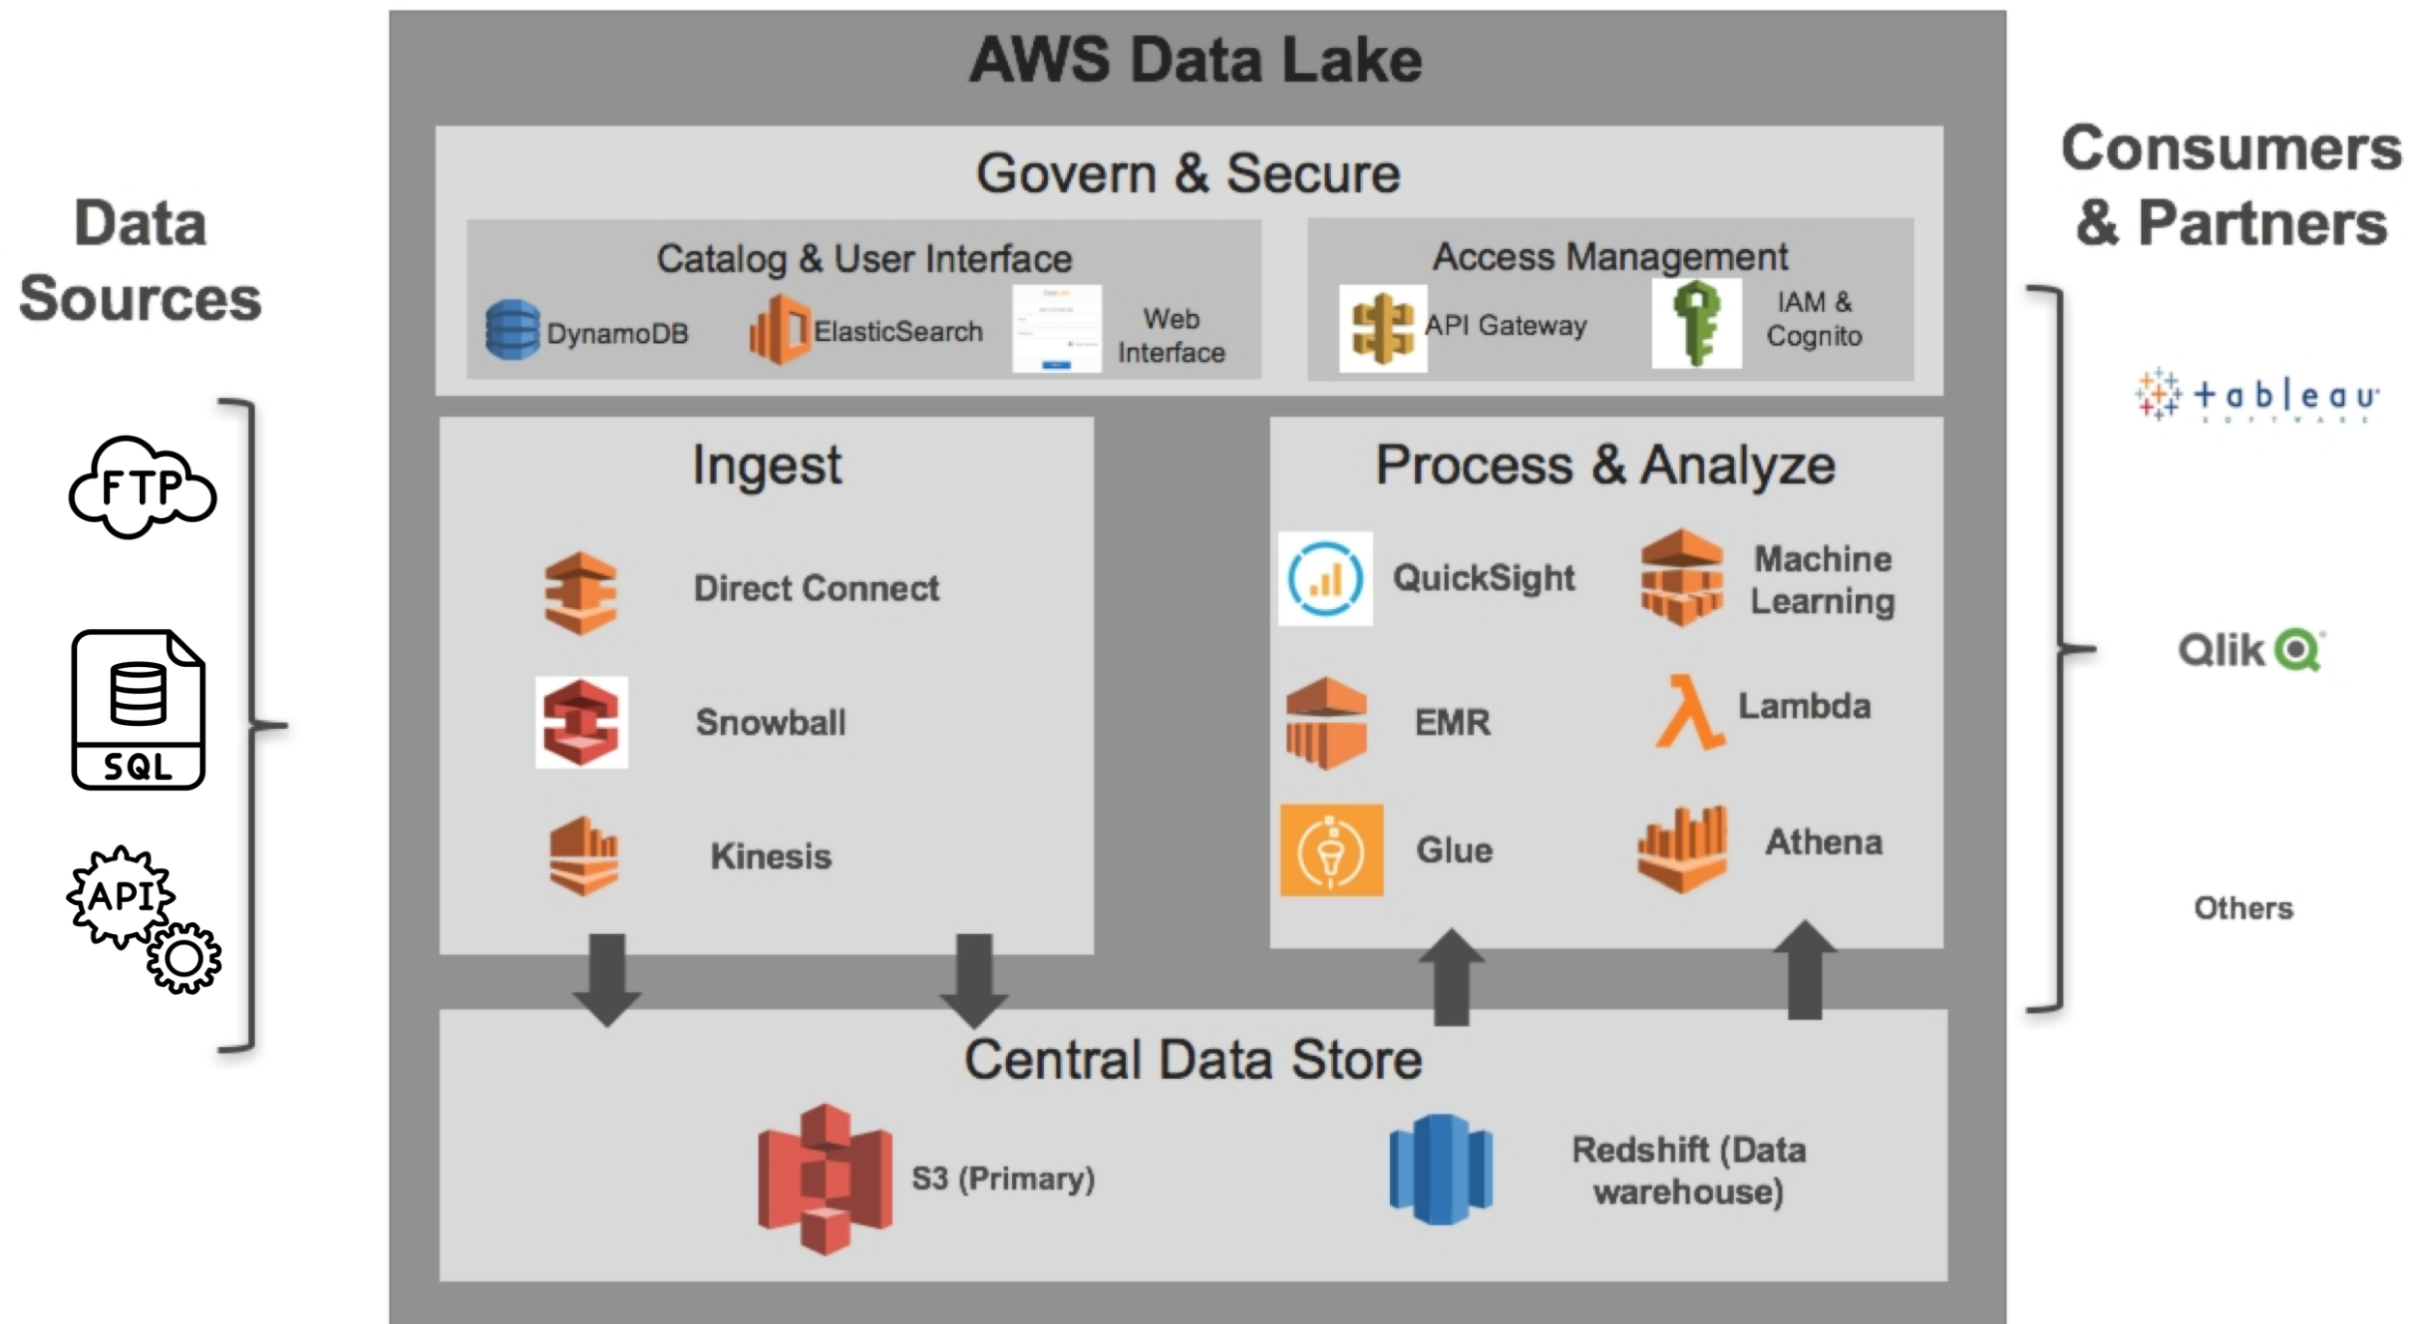 AWS Data Lake
Govern & Secure
Catalog & User Interface
DynamoDB
ElasticSearch
Web
Interface
Access Management
API Gateway
IAM &
Cognito
Data
Sources
FTP
SQL
API
Ingest
Direct Connect
Snowball
Kinesis
Process & Analyze
QuickSight
Machine
Learning
EMR
Lambda
Glue
Athena
Central Data Store
S3 (Primary)
Redshift (Data
warehouse)
Consumers
& Partners
+ableau
SOFTWARE
Qlik
Others